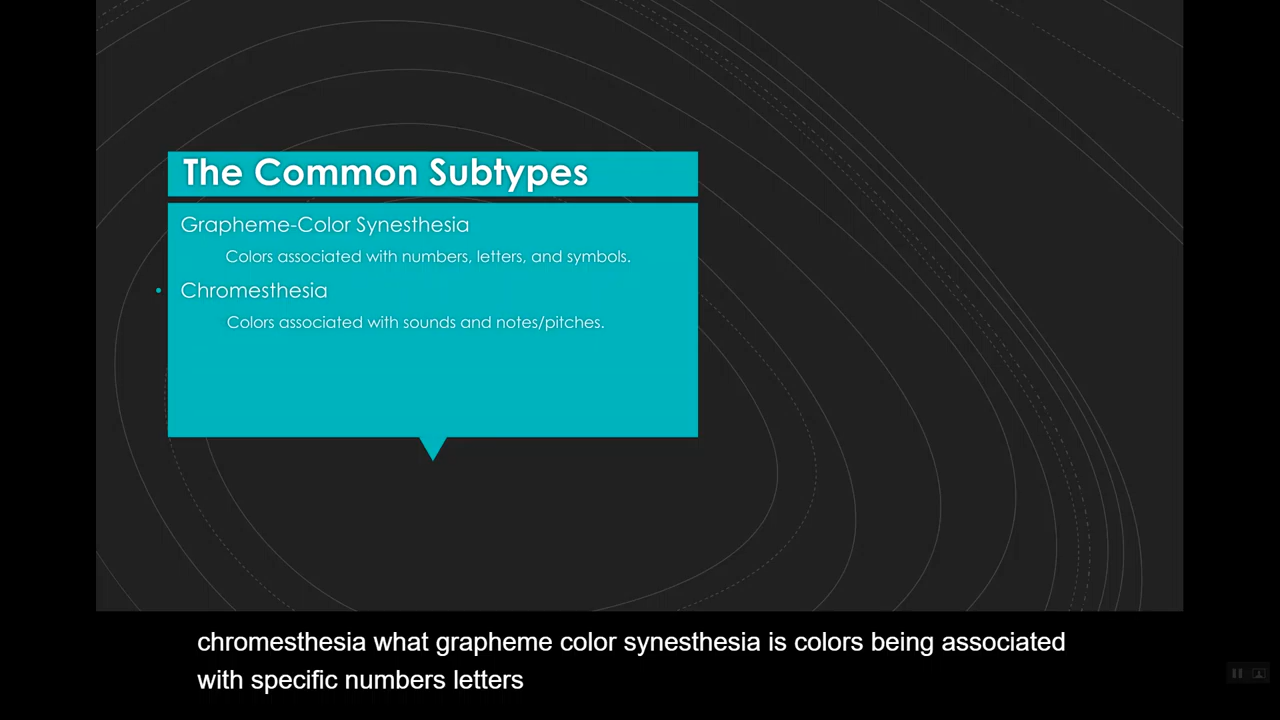 The Common Subtypes
Grapheme-Color Synesthesia
Colors associated with numbers, letters, and symbols.
• Chromesthesia
Colors associated with sounds and notes/pitches.
chromesthesia what grapheme color synesthesia is colors being associated
with specific numbers letters